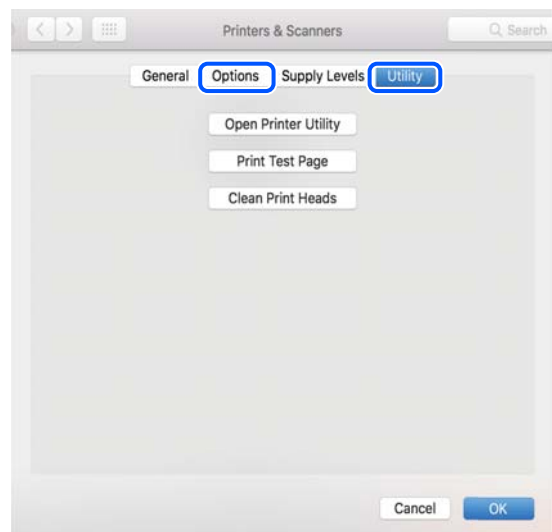 Printers & Scanners
Search
General Options Supply Levels Utility
Open Printer Utility
Print Test Page
Clean Print Heads
Cancel OK